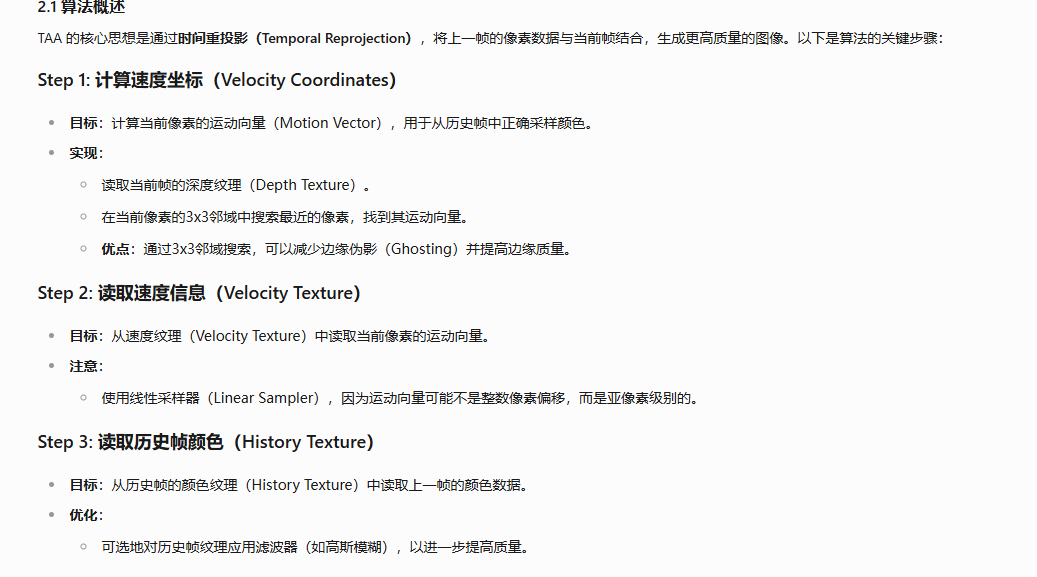 2.1 算法概述
TAA 的核心思想是通过时间重投影（Temporal Reprojection），将上一帧的像素数据与当前帧结合，生成更高质量的图像。以下是算法的关键步骤：
Step 1: 计算速度坐标（Velocity Coordinates）
目标：计算当前像素的运动向量（Motion Vector），用于从历史帧中正确采样颜色。
实现：
读取当前帧的深度纹理（Depth Texture）。
在当前像素的3x3邻域中搜索最近的像素，找到其运动向量。
优点：通过3x3邻域搜索，可以减少边缘伪影（Ghosting）并提高边缘质量。
Step 2: 读取速度信息（Velocity Texture）
目标：从速度纹理（Velocity Texture）中读取当前像素的运动向量。
注意：
使用线性采样器（Linear Sampler），因为运动向量可能不是整数像素偏移，而是亚像素级别的。
Step 3: 读取历史帧颜色（History Texture）
目标：从历史帧的颜色纹理（History Texture）中读取上一帧的颜色数据。
优化：
可选地对历史帧纹理应用滤波器（如高斯模糊），以进一步提高质量。